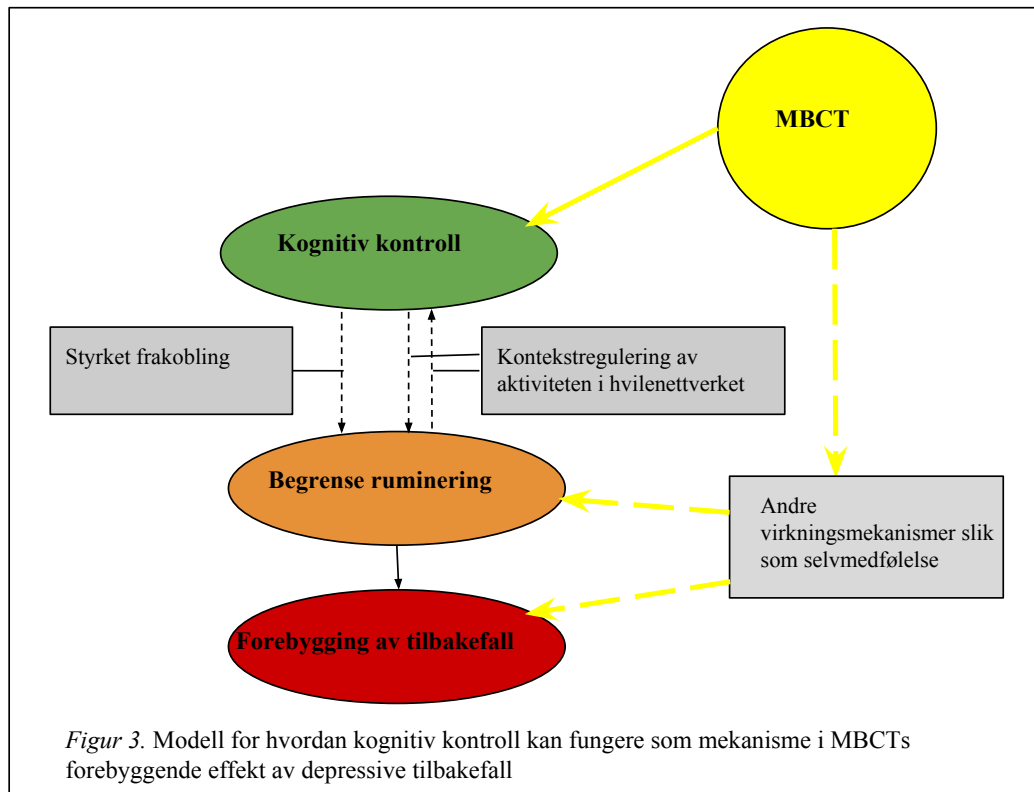 MBCT
Kognitiv kontroll
Styrket frakobling
Kontekstregulering av
aktiviteten i hvilenettverket
Begrense ruminering
Andre
virkningsmekanismer slik
som selvmedfølelse
Forebygging av tilbakefall
Figur 3. Modell for hvordan kognitiv kontroll kan fungere som mekanisme i MBCTs
forebyggende effekt av depressive tilbakefall